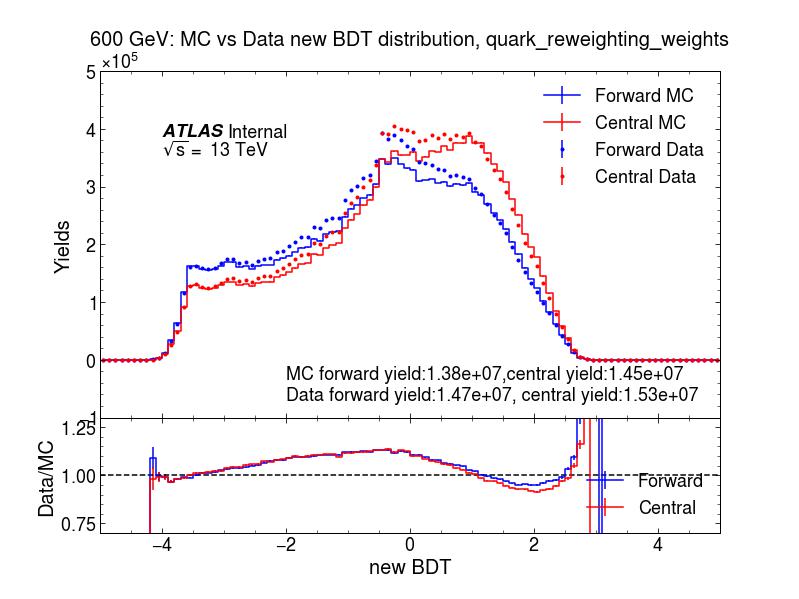 600 GeV: MC vs Data new BDT distribution, quark_reweighting_weights
×10⁵
5
4
3
2
1
0
−1
Yields
ATLAS Internal
√s = 13 TeV
Forward MC
Central MC
Forward Data
Central Data
MC forward yield:1.38e+07,central yield:1.45e+07
Data forward yield:1.47e+07, central yield:1.53e+07
1.25
1.00
0.75
Data/MC
Forward
Central
−4
−2
0
2
4
new BDT